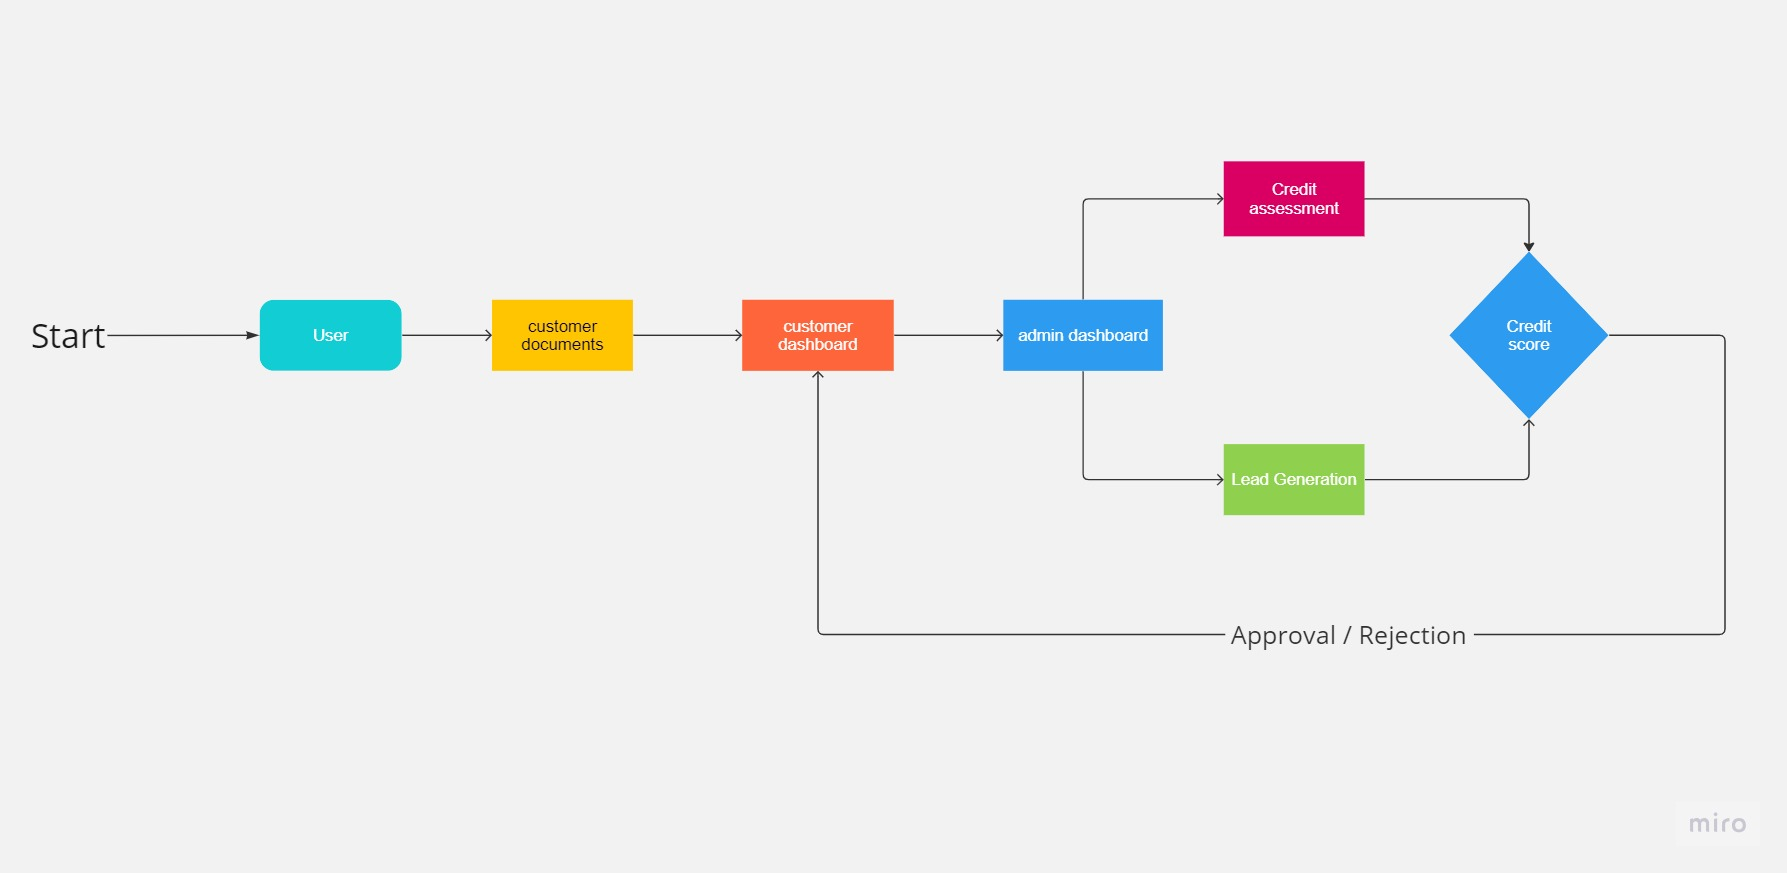 Start
User
customer
documents
customer
dashboard
admin dashboard
Credit
assessment
Lead Generation
Credit
score
Approval / Rejection
miro